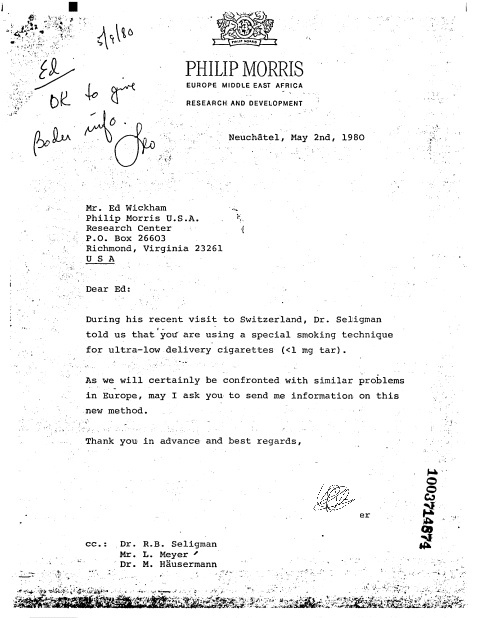 5/9/80
Ed
OK to give
Boder info.
Leo
PHILIP MORRIS
PHILIP MORRIS
EUROPE MIDDLE EAST AFRICA
RESEARCH AND DEVELOPMENT
Neuchâtel, May 2nd, 1980
Mr. Ed Wickham
Philip Morris U.S.A.
Research Center
P.O. Box 26603
Richmond, Virginia 23261
U S A
Dear Ed:
During his recent visit to Switzerland, Dr. Seligman
told us that you are using a special smoking technique
for ultra-low delivery cigarettes (<1 mg tar).
As we will certainly be confronted with similar problems
in Europe, may I ask you to send me information on this
new method.
Thank you in advance and best regards,
er
1003714874
cc.: Dr. R.B. Seligman
Mr. L. Meyer
Dr. M. Häusermann